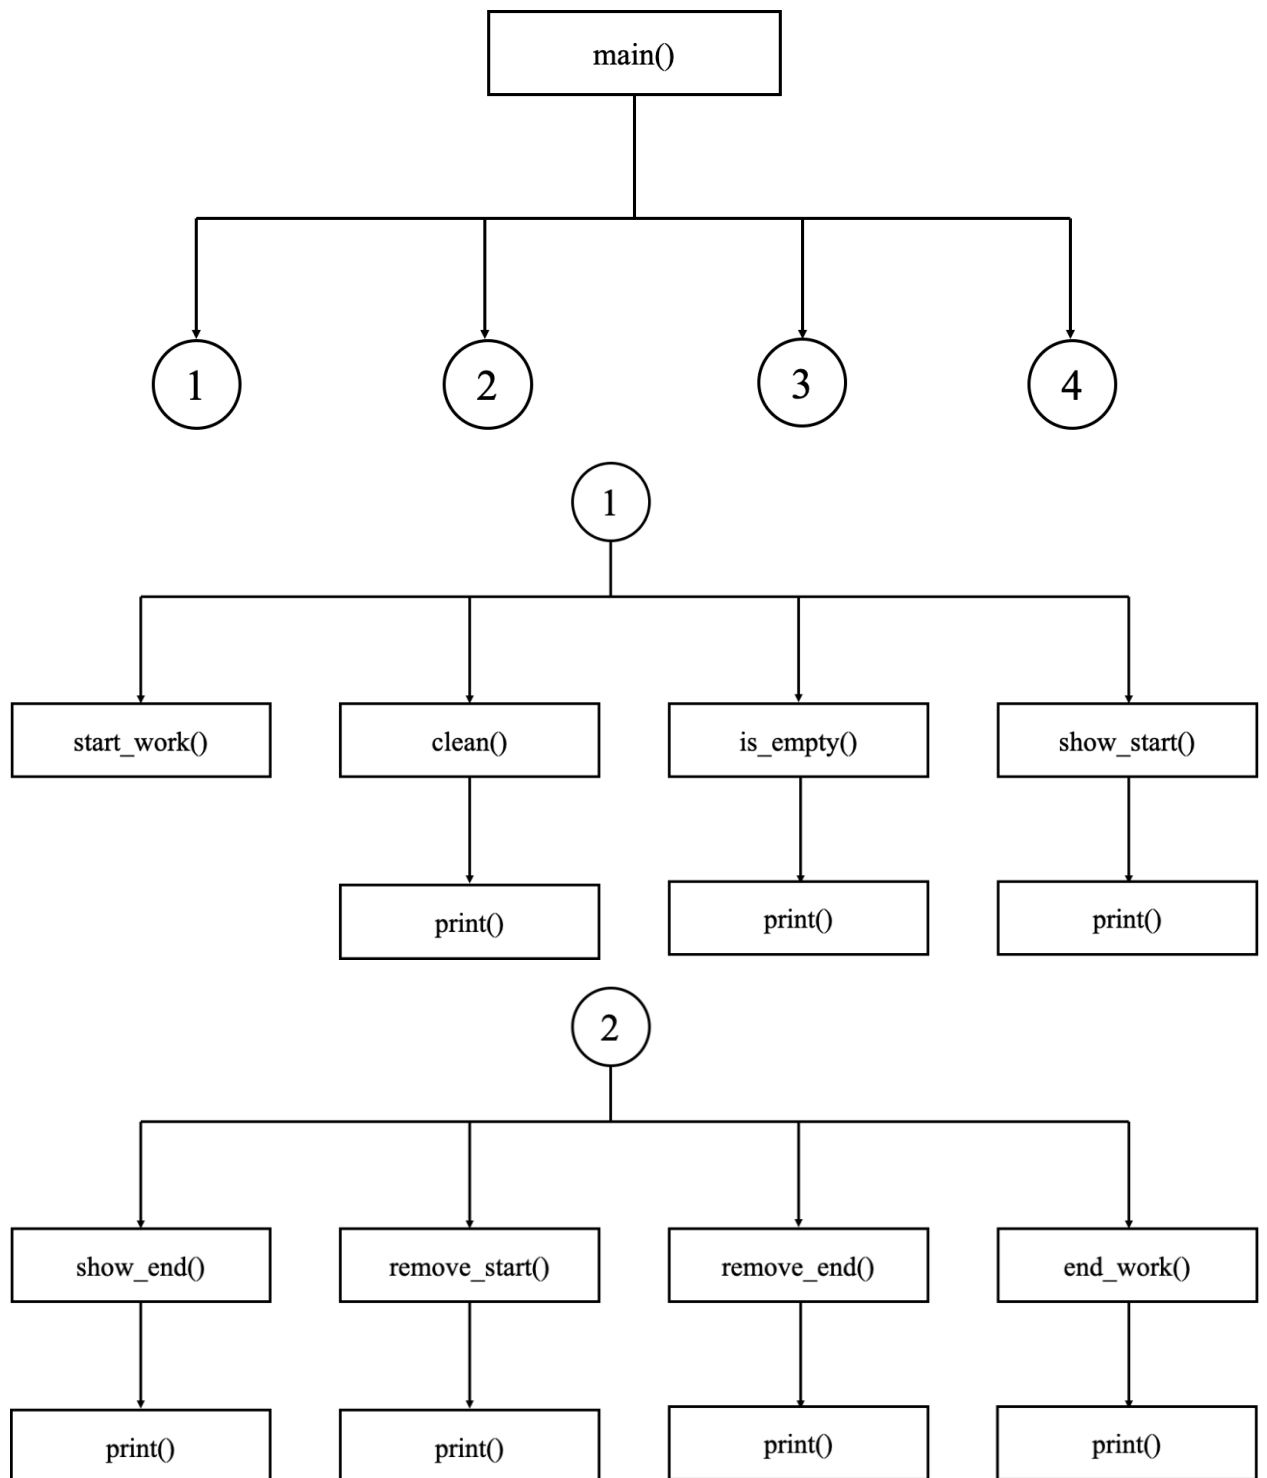 main()
1
2
3
4
1
start_work()
clean()
is_empty()
show_start()
print()
print()
print()
2
show_end()
remove_start()
remove_end()
end_work()
print()
print()
print()
print()